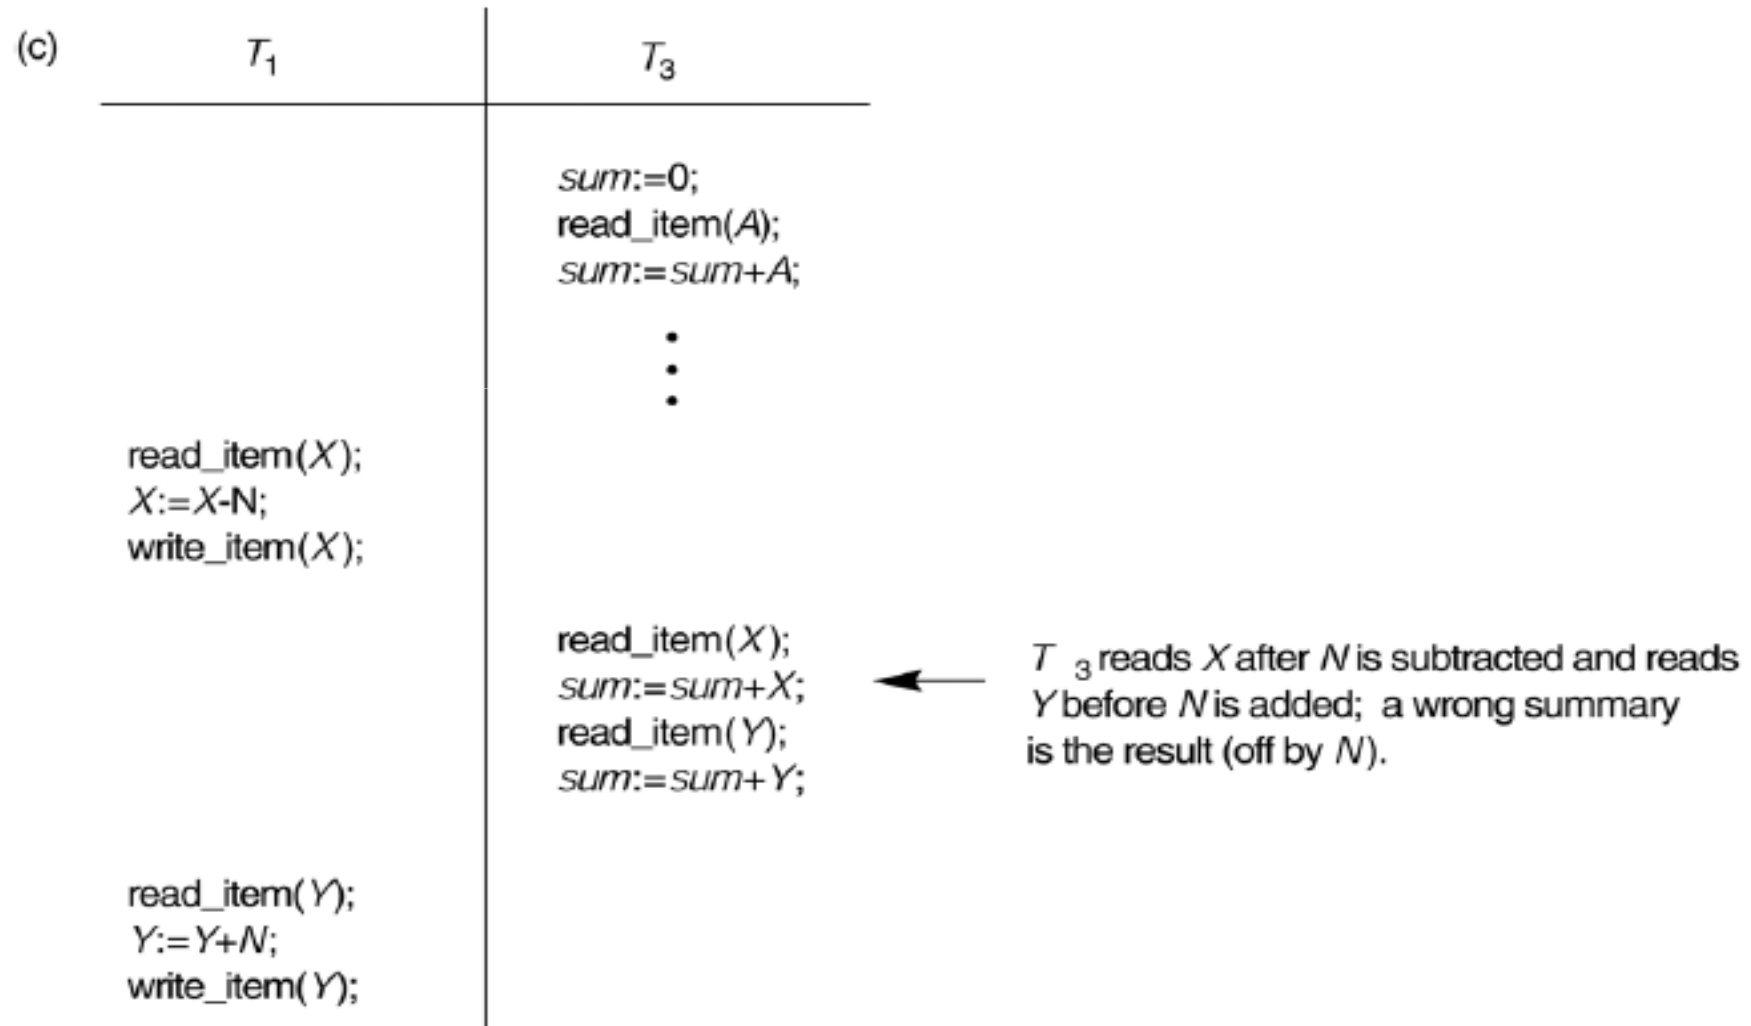 (c)
T1
T3
sum:=0;
read_item(A);
sum:=sum+A;
read_item(X);
X:=X-N;
write_item(X);
read_item(X);
sum:=sum+X;
read_item(Y);
sum:=sum+Y;
T 3 reads X after N is subtracted and reads
Y before N is added; a wrong summary
is the result (off by N).
read_item(Y);
Y:=Y+N;
write_item(Y);